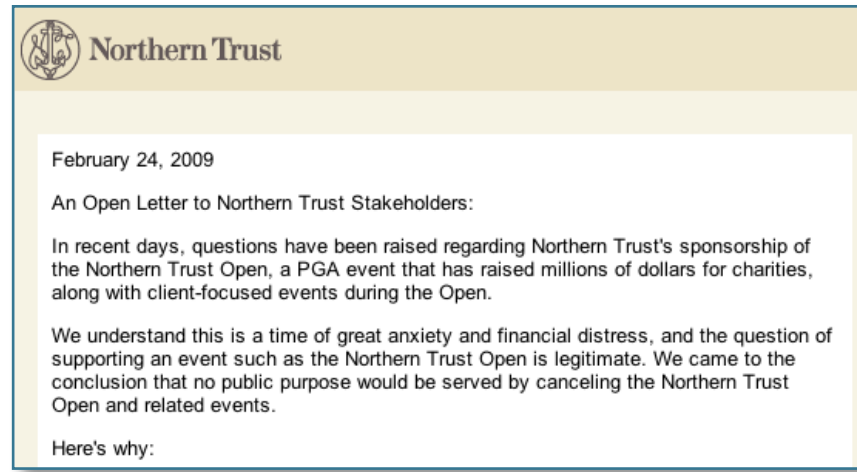 Northern Trust
February 24, 2009
An Open Letter to Northern Trust Stakeholders:
In recent days, questions have been raised regarding Northern Trust's sponsorship of
the Northern Trust Open, a PGA event that has raised millions of dollars for charities,
along with client-focused events during the Open.
We understand this is a time of great anxiety and financial distress, and the question of
supporting an event such as the Northern Trust Open is legitimate. We came to the
conclusion that no public purpose would be served by canceling the Northern Trust
Open and related events.
Here's why: